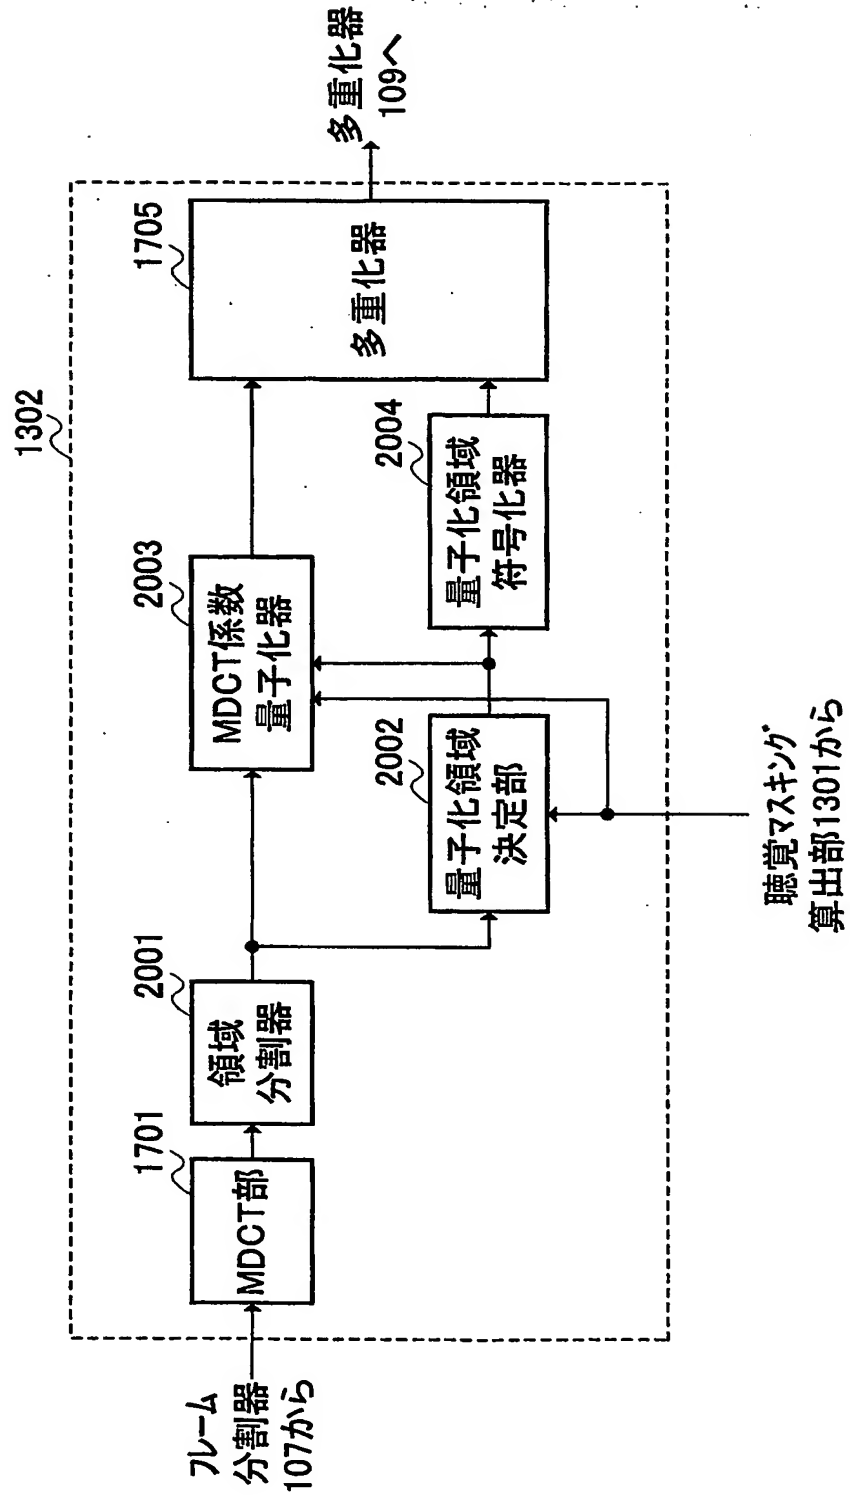 1302
フレーム
分割器
107から
1701
MDCT部
2001
領域
分割器
2003
MDCT係数
量子化器
2002
量子化領域
決定部
2004
量子化領域
符号化器
1705
多重化器
多重化器
109へ
聴覚マスキング
算出部1301から